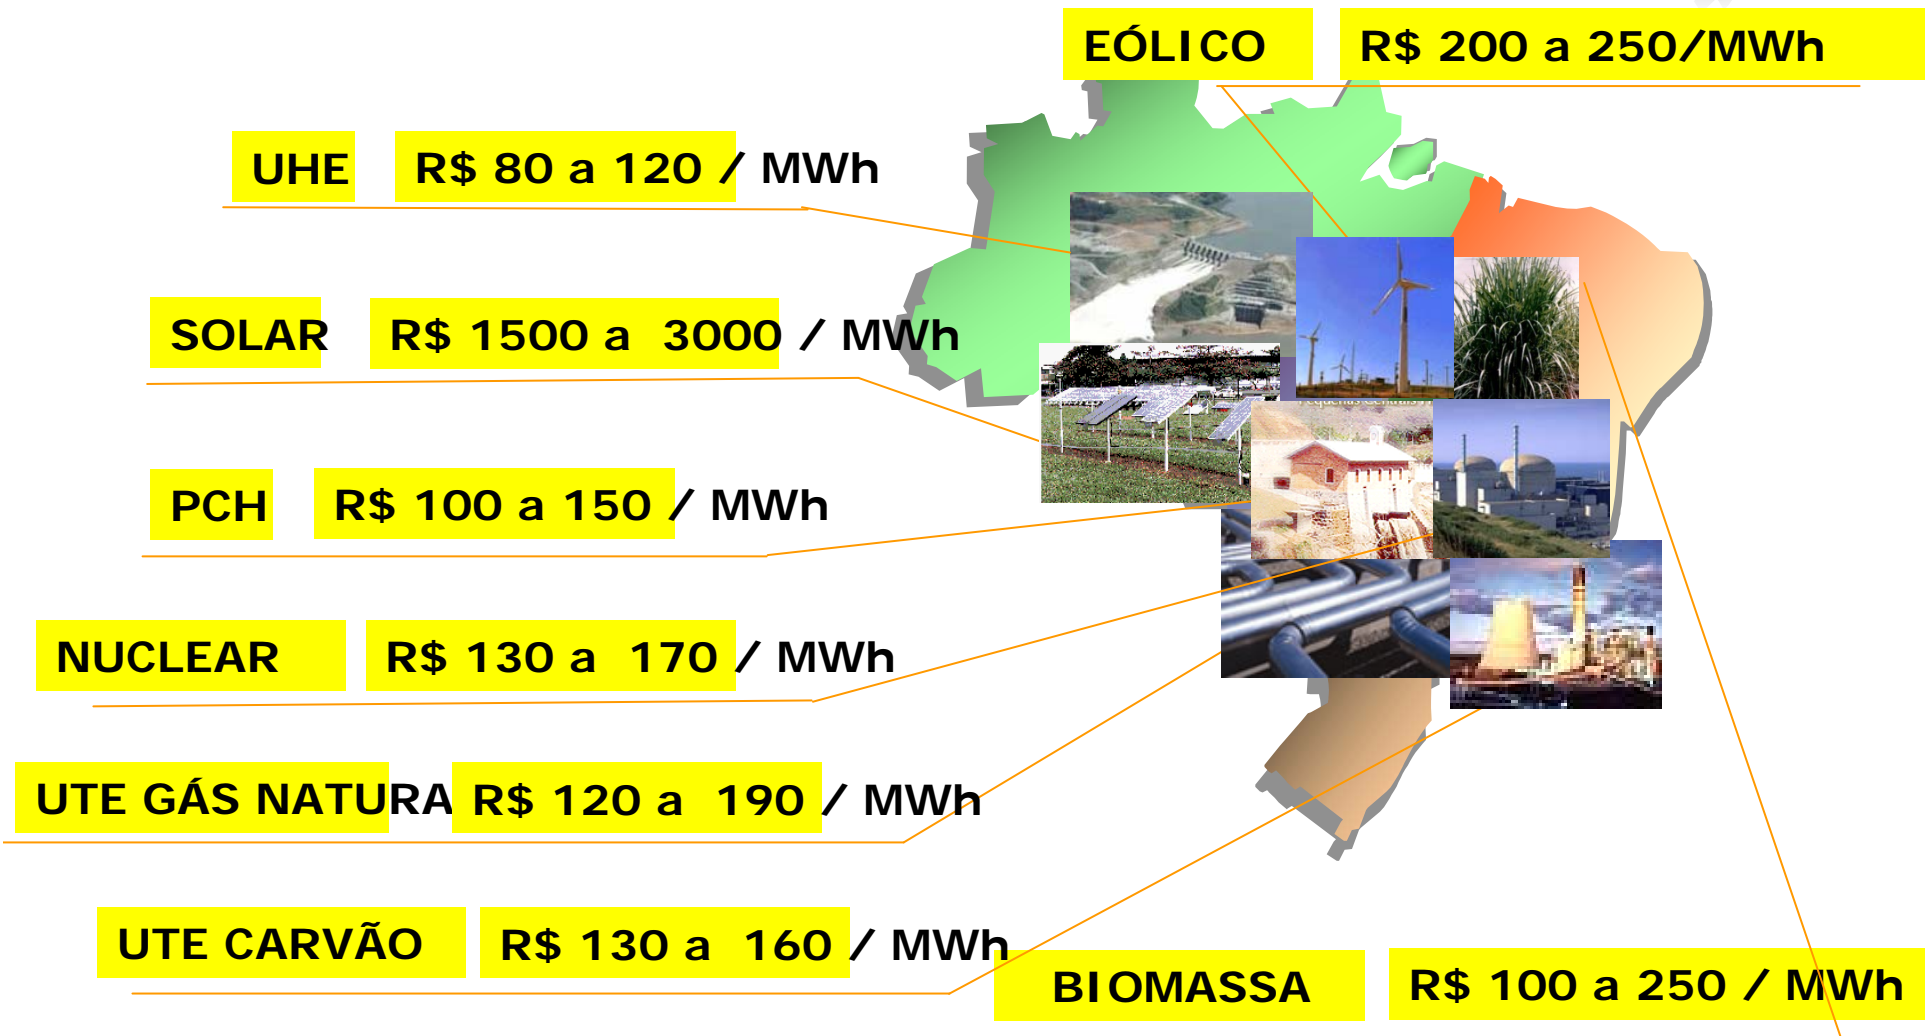 EÓLICO R$ 200 a 250/MWh
UHE R$ 80 a 120 / MWh
SOLAR R$ 1500 a 3000 / MWh
PCH R$ 100 a 150 / MWh
NUCLEAR R$ 130 a 170 / MWh
UTE GÁS NATURA R$ 120 a 190 / MWh
UTE CARVÃO R$ 130 a 160 / MWh
BIOMASSA R$ 100 a 250 / MWh